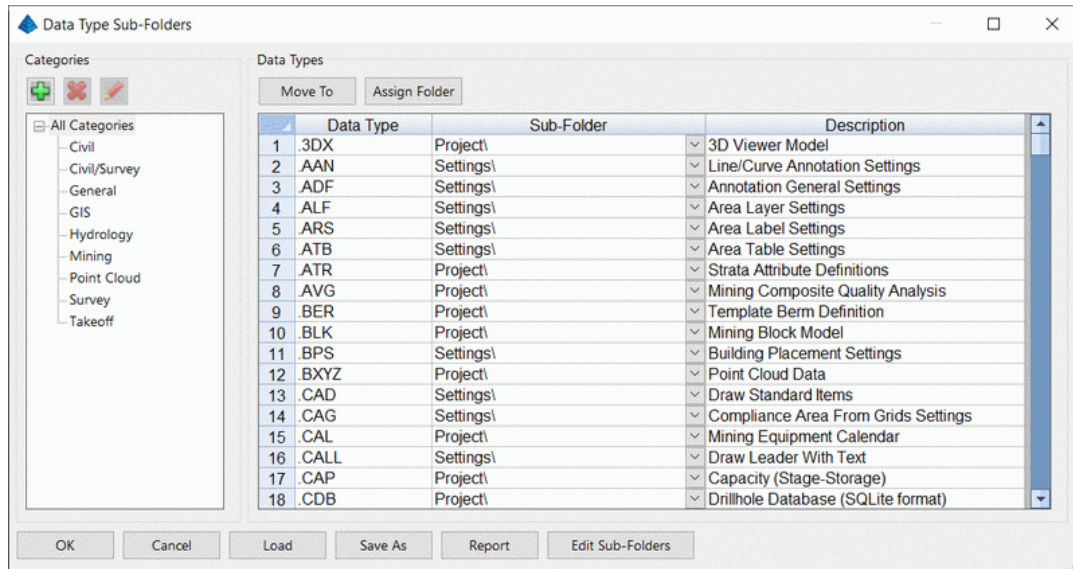 Data Type Sub-Folders
Categories
Data Types
Move To Assign Folder
All Categories
Civil
Civil/Survey
General
GIS
Hydrology
Mining
Point Cloud
Survey
Takeoff
Data Type Sub-Folder Description
1 .3DX Project\ 3D Viewer Model
2 .AAN Settings\ Line/Curve Annotation Settings
3 .ADF Settings\ Annotation General Settings
4 .ALF Settings\ Area Layer Settings
5 .ARS Settings\ Area Label Settings
6 .ATB Settings\ Area Table Settings
7 .ATR Project\ Strata Attribute Definitions
8 .AVG Project\ Mining Composite Quality Analysis
9 .BER Project\ Template Berm Definition
10 .BLK Project\ Mining Block Model
11 .BPS Settings\ Building Placement Settings
12 .BXYZ Project\ Point Cloud Data
13 .CAD Settings\ Draw Standard Items
14 .CAG Settings\ Compliance Area From Grids Settings
15 .CAL Project\ Mining Equipment Calendar
16 .CALL Settings\ Draw Leader With Text
17 .CAP Project\ Capacity (Stage-Storage)
18 .CDB Project\ Drillhole Database (SQLite format)
OK Cancel Load Save As Report Edit Sub-Folders